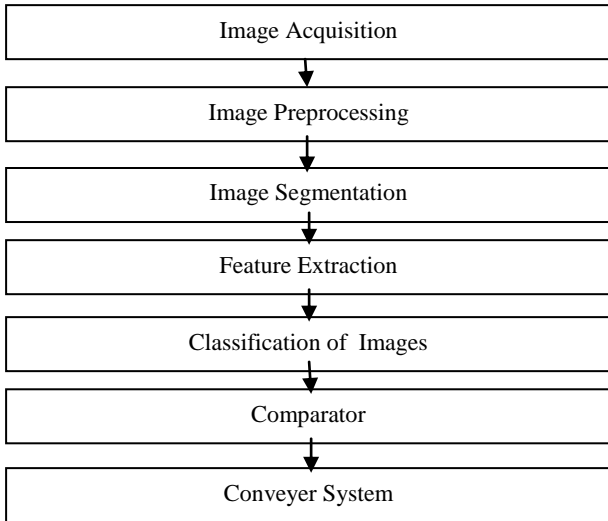 Image Acquisition
Image Preprocessing
Image Segmentation
Feature Extraction
Classification of  Images
Comparator
Conveyer System